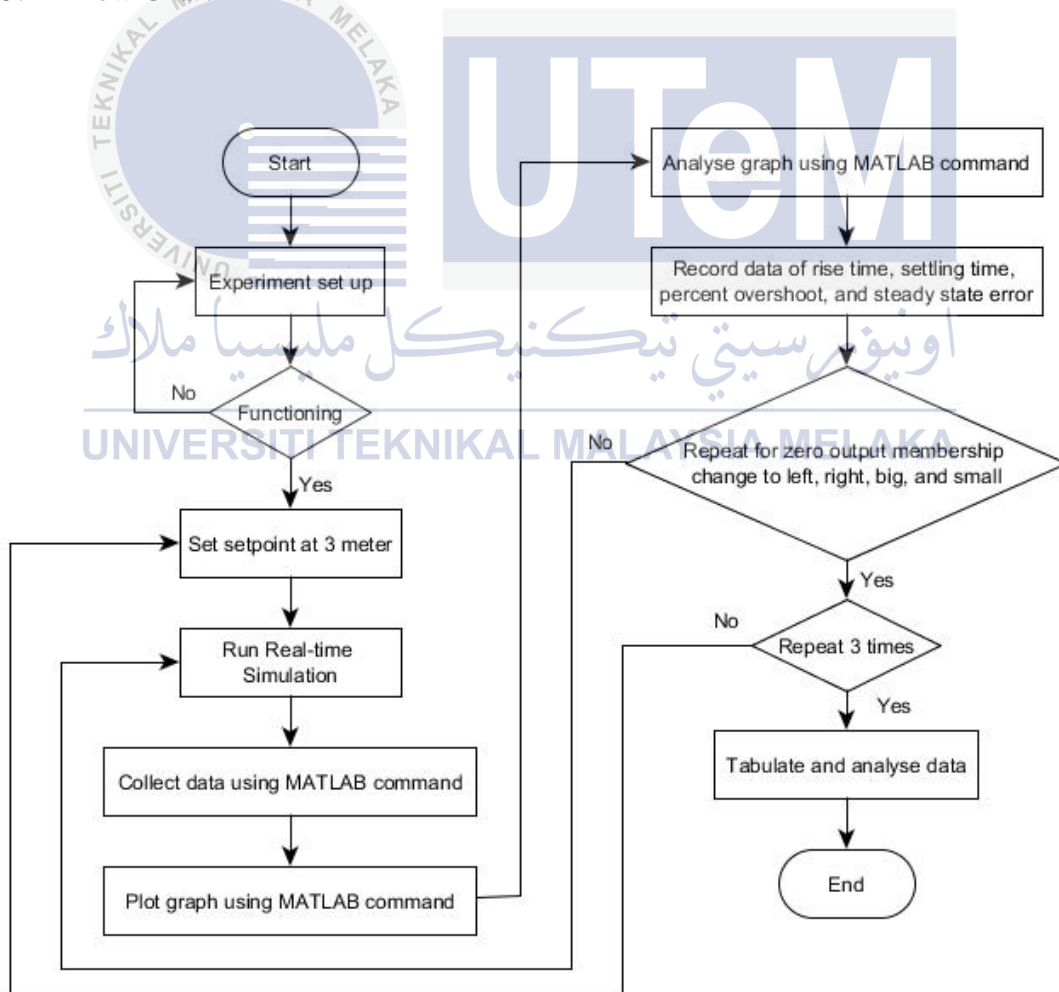 UNIVERSITI TEKNIKAL MELAKA
UTeM
اونيۏرسيتي تيكنيكل مليسيا ملاك
UNIVERSITI TEKNIKAL MALAYSIA MELAKA
Start
Experiment set up
No
Functioning
Yes
Set setpoint at 3 meter
Run Real-time
Simulation
Collect data using MATLAB command
Plot graph using MATLAB command
Analyse graph using MATLAB command
Record data of rise time, settling time,
percent overshoot, and steady state error
No
Repeat for zero output membership
change to left, right, big, and small
Yes
No
Repeat 3 times
Yes
Tabulate and analyse data
End